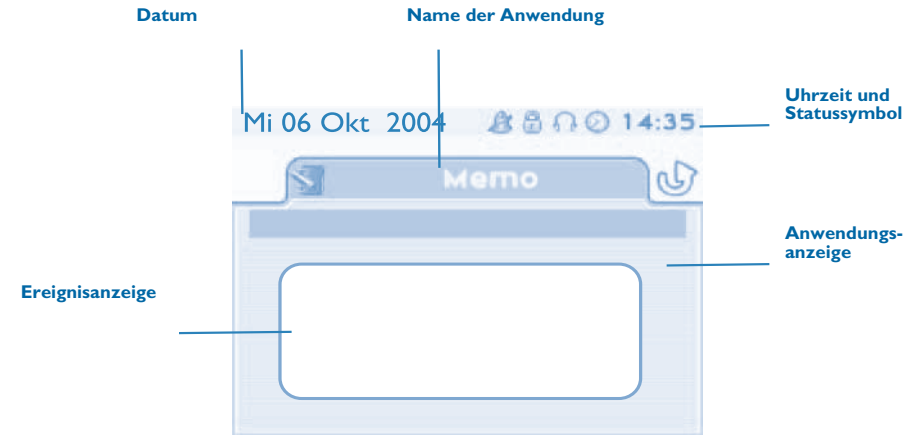 Datum
Name der Anwendung
Uhrzeit und
Statussymbol
Mi 06 Okt 2004
14:35
Memo
Anwendungs-
anzeige
Ereignisanzeige